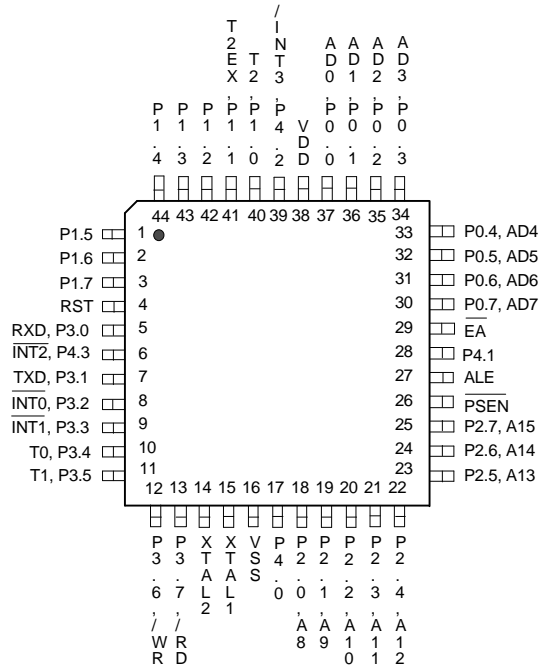 P1.4
P1.3
P1.2
T2EX,P1.1
T2,P1.0
/INT3,P4.2
VDD
AD0,P0.0
AD1,P0.1
AD2,P0.2
AD3,P0.3
44 43 42 41 40 39 38 37 36 35 34
P1.5 1
P1.6 2
P1.7 3
RST 4
RXD, P3.0 5
INT2, P4.3 6
TXD, P3.1 7
INT0, P3.2 8
INT1, P3.3 9
T0, P3.4 10
T1, P3.5 11
33 P0.4, AD4
32 P0.5, AD5
31 P0.6, AD6
30 P0.7, AD7
29 EA
28 P4.1
27 ALE
26 PSEN
25 P2.7, A15
24 P2.6, A14
23 P2.5, A13
12 13 14 15 16 17 18 19 20 21 22
P3.6,/WR
P3.7,/RD
XTAL2
XTAL1
VSS
P4.0
P2.0,A8
P2.1,A9
P2.2,A10
P2.3,A11
P2.4,A12